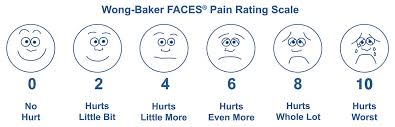 Wong-Baker FACES® Pain Rating Scale
0 2 4 6 8 10
No Hurts Hurts Hurts Hurts Hurts
Hurt Little Bit Little More Even More Whole Lot Worst